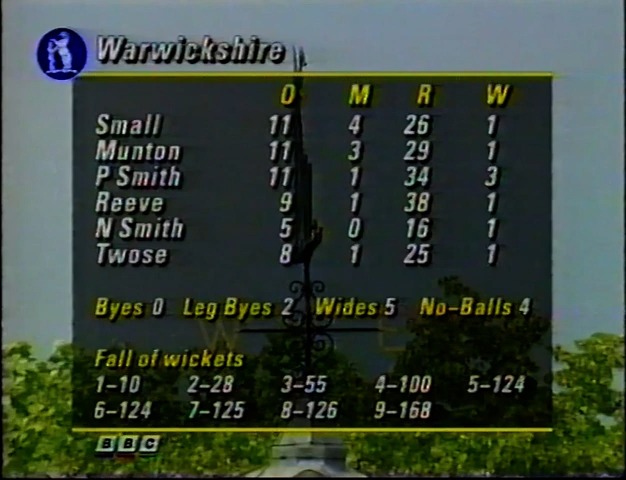 Warwickshire
O M R W
Small 11 4 26 1
Munton 11 3 29 1
P Smith 11 1 34 3
Reeve 9 1 38 1
N Smith 5 0 16 1
Twose 8 1 25 1
Byes 0 Leg Byes 2 Wides 5 No-Balls 4
W E
Fall of wickets
1-10 2-28 3-55 4-100 5-124
6-124 7-125 8-126 9-168
BBC